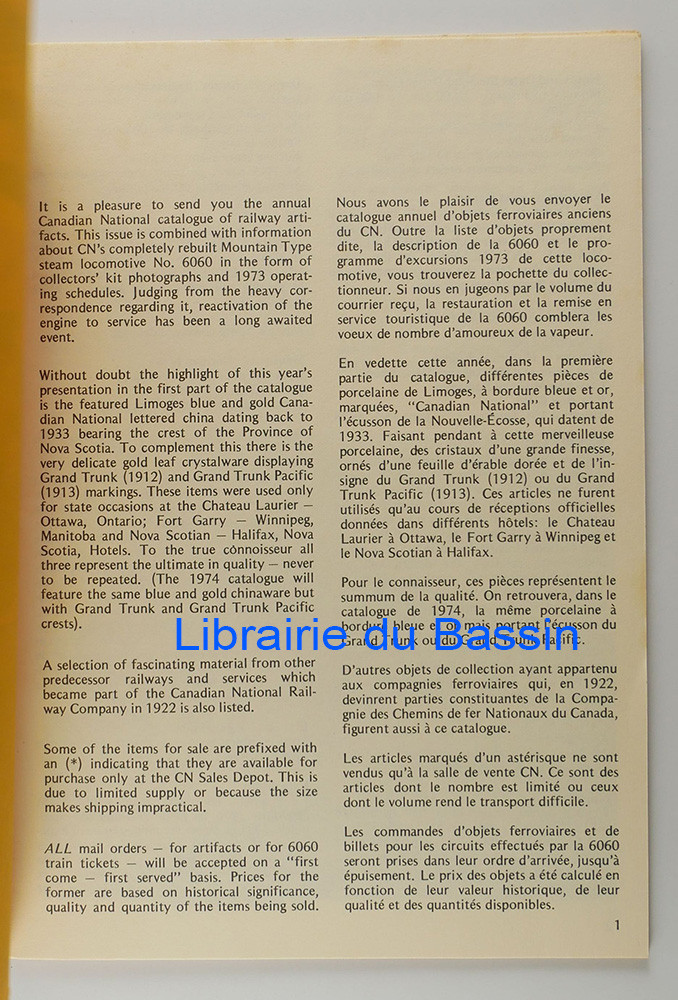 It is a pleasure to send you the annual
Canadian National catalogue of railway arti-
facts. This issue is combined with information
about CN's completely rebuilt Mountain Type
steam locomotive No. 6060 in the form of
collectors' kit photographs and 1973 operat-
ing schedules. Judging from the heavy cor-
respondence regarding it, reactivation of the
engine to service has been a long awaited
event.
Without doubt the highlight of this year's
presentation in the first part of the catalogue
is the featured Limoges blue and gold Cana-
dian National lettered china dating back to
1933 bearing the crest of the Province of
Nova Scotia. To complement this there is the
very delicate gold leaf crystalware displaying
Grand Trunk (1912) and Grand Trunk Pacific
(1913) markings. These items were used only
for state occasions at the Chateau Laurier —
Ottawa, Ontario; Fort Garry — Winnipeg,
Manitoba and Nova Scotian — Halifax, Nova
Scotia, Hotels. To the true cônnoisseur all
three represent the ultimate in quality — never
to be repeated. (The 1974 catalogue will
feature the same blue and gold chinaware but
with Grand Trunk and Grand Trunk Pacific
crests).
A selection of fascinating material from other
predecessor railways and services which
became part of the Canadian National Rail-
way Company in 1922 is also listed.
Some of the items for sale are prefixed with
an (*) indicating that they are available for
purchase only at the CN Sales Depot. This is
due to limited supply or because the size
makes shipping impractical.
ALL mail orders — for artifacts or for 6060
train tickets — will be accepted on a "first
come — first served" basis. Prices for the
former are based on historical significance,
quality and quantity of the items being sold.
Nous avons le plaisir de vous envoyer le
catalogue annuel d'objets ferroviaires anciens
du CN. Outre la liste d'objets proprement
dite, la description de la 6060 et le pro-
gramme d'excursions 1973 de cette loco-
motive, vous trouverez la pochette du collec-
tionneur. Si nous en jugeons par le volume du
courrier reçu, la restauration et la remise en
service touristique de la 6060 comblera les
voeux de nombre d'amoureux de la vapeur.
En vedette cette année, dans la première
partie du catalogue, différentes pièces de
porcelaine de Limoges, à bordure bleue et or,
marquées, "Canadian National" et portant
l'écusson de la Nouvelle-Écosse, qui datent de
1933. Faisant pendant à cette merveilleuse
porcelaine, des cristaux d'une grande finesse,
ornés d'une feuille d'érable dorée et de l'in-
signe du Grand Trunk (1912) ou du Grand
Trunk Pacific (1913). Ces articles ne furent
utilisés qu'au cours de réceptions officielles
données dans différents hôtels: le Chateau
Laurier à Ottawa, le Fort Garry à Winnipeg et
le Nova Scotian à Halifax.
Pour le connaisseur, ces pièces représentent le
summum de la qualité. On retrouvera, dans le
catalogue de 1974, la même porcelaine à
bordure bleue et or mais portant l'écusson du
Grand Trunk ou du Grand Trunk Pacific.
Librairie du Bassin
D'autres objets de collection ayant appartenu
aux compagnies ferroviaires qui, en 1922,
devinrent parties constituantes de la Compa-
gnie des Chemins de fer Nationaux du Canada,
figurent aussi à ce catalogue.
Les articles marqués d'un astérisque ne sont
vendus qu'à la salle de vente CN. Ce sont des
articles dont le nombre est limité ou ceux
dont le volume rend le transport difficile.
Les commandes d'objets ferroviaires et de
billets pour les circuits effectués par la 6060
seront prises dans leur ordre d'arrivée, jusqu'à
épuisement. Le prix des objets a été calculé en
fonction de leur valeur historique, de leur
qualité et des quantités disponibles.
1